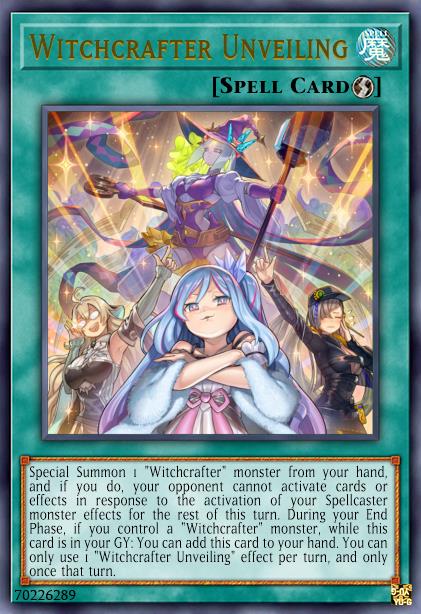 Witchcrafter Unveiling
SPELL
魔
[Spell Card]
Special Summon 1 "Witchcrafter" monster from your hand,
and if you do, your opponent cannot activate cards or
effects in response to the activation of your Spellcaster
monster effects for the rest of this turn. During your End
Phase, if you control a "Witchcrafter" monster, while this
card is in your GY: You can add this card to your hand. You can
only use 1 "Witchcrafter Unveiling" effect per turn, and only
once that turn.
70226289